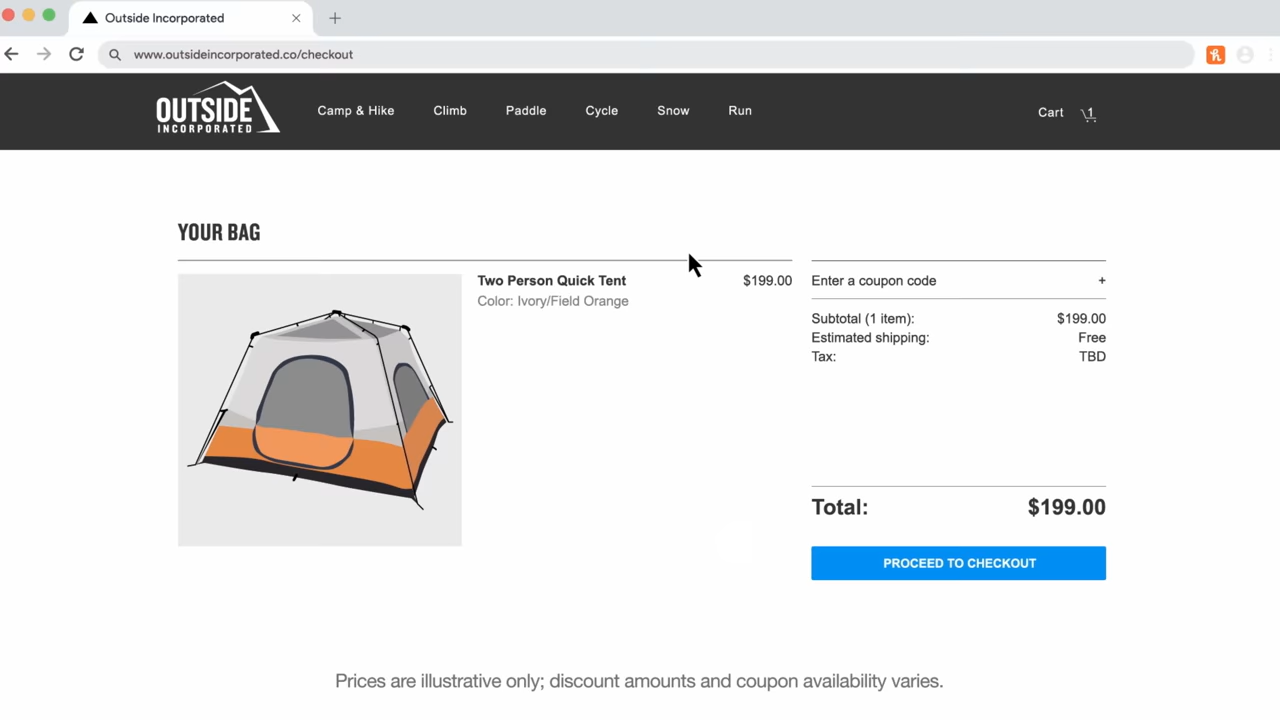 Outside Incorporated
www.outsideincorporated.co/checkout
h
OUTSIDE
INCORPORATED
Camp & Hike
Climb
Paddle
Cycle
Snow
Run
Cart
1
YOUR BAG
Two Person Quick Tent
$199.00
Color: Ivory/Field Orange
Enter a coupon code +
Subtotal (1 item): $199.00
Estimated shipping: Free
Tax: TBD
Total: $199.00
PROCEED TO CHECKOUT
Prices are illustrative only; discount amounts and coupon availability varies.